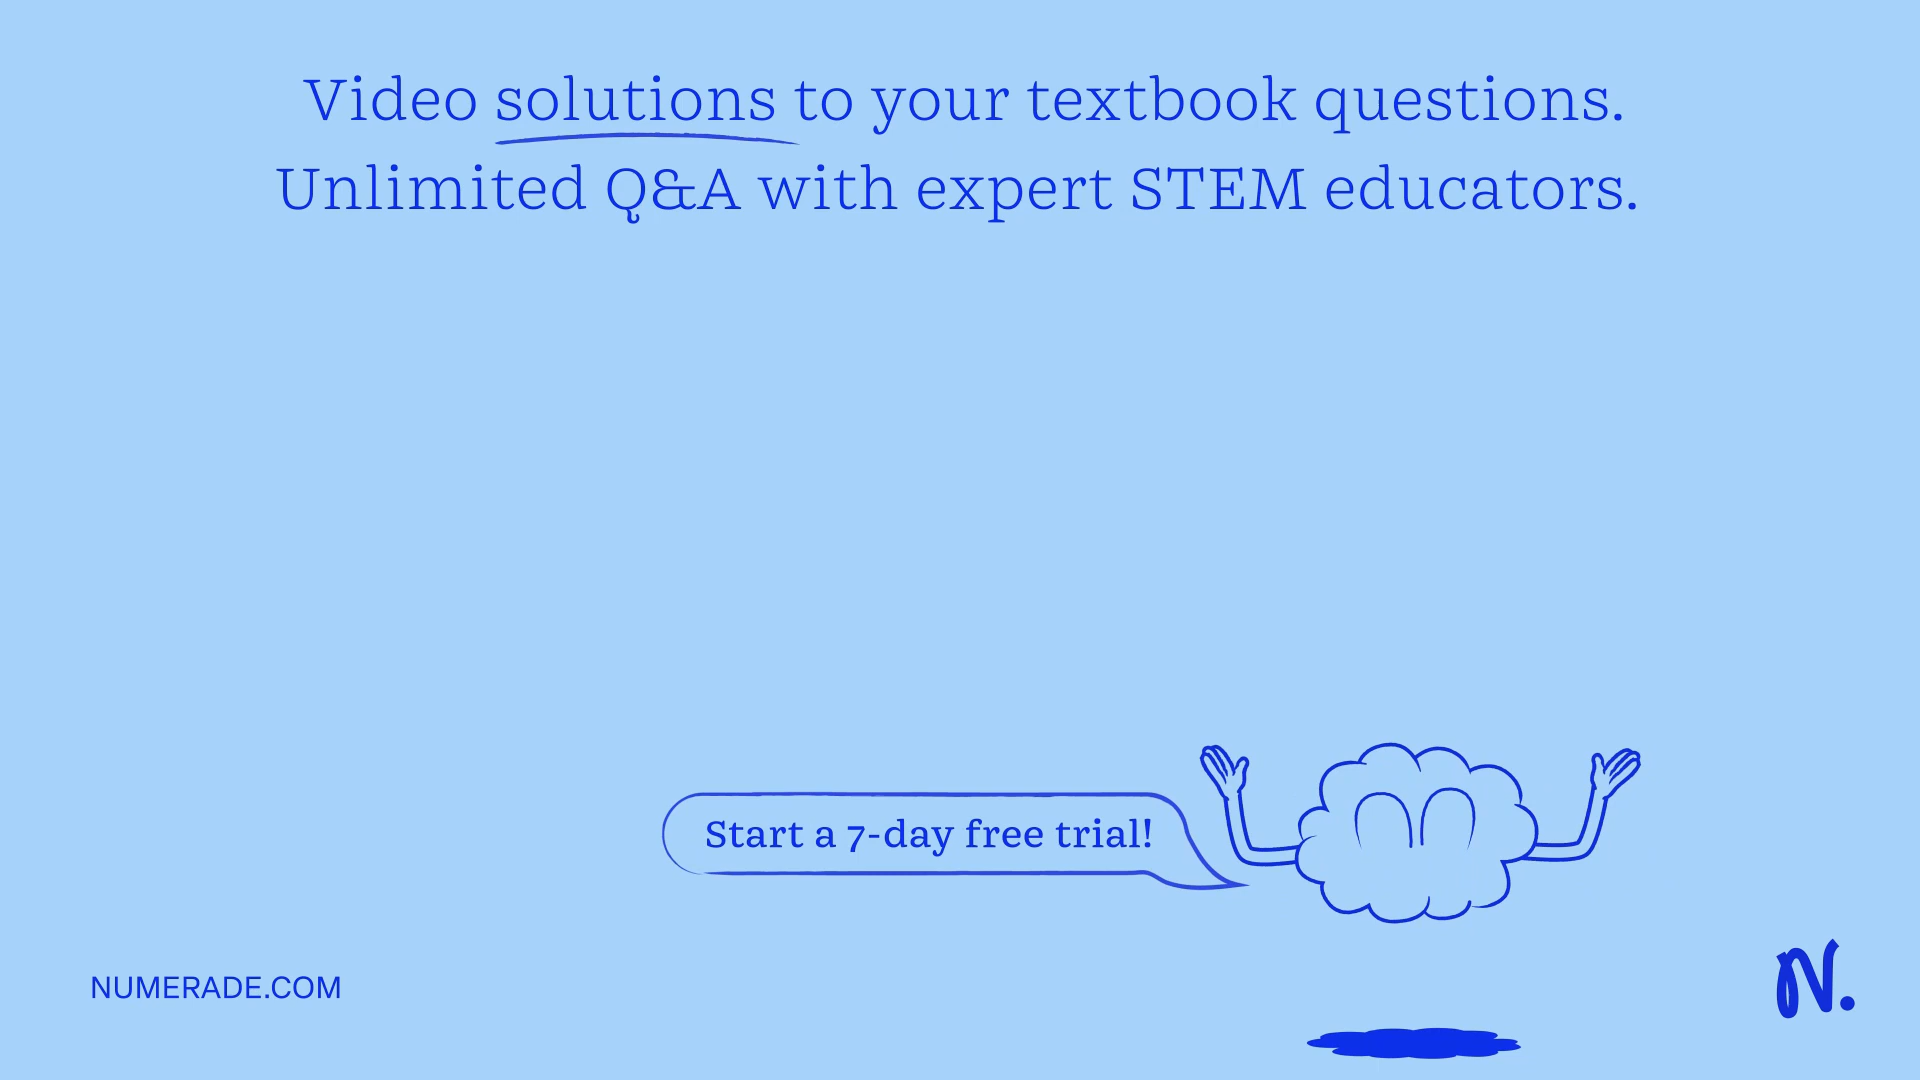 Video solutions to your textbook questions.
Unlimited Q&A with expert STEM educators.
Start a 7-day free trial!
NUMERADE.COM
N.